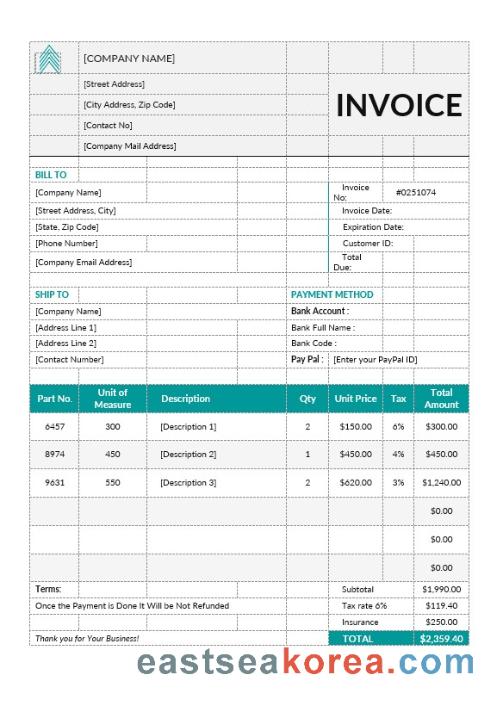 [COMPANY NAME]
[Street Address]
[City Address, Zip Code]
[Contact No]
[Company Mail Address]
INVOICE
BILL TO
[Company Name]
[Street Address, City]
[State, Zip Code]
[Phone Number]
[Company Email Address]
Invoice No: #0251074
Invoice Date:
Expiration Date:
Customer ID:
Total Due:
SHIP TO
[Company Name]
[Address Line 1]
[Address Line 2]
[Contact Number]
PAYMENT METHOD
Bank Account :
Bank Full Name :
Bank Code :
Pay Pal : [Enter your PayPal ID]
Part No. Unit of Measure Description Qty Unit Price Tax Total Amount
6457 300 [Description 1] 2 $150.00 6% $300.00
8974 450 [Description 2] 1 $450.00 4% $450.00
9631 550 [Description 3] 2 $620.00 3% $1,240.00
$0.00
$0.00
$0.00
Terms: Subtotal $1,990.00
Once the Payment is Done It Will be Not Refunded Tax rate 6% $119.40
Insurance $250.00
Thank you for Your Business! TOTAL $2,359.40
eastseakorea.com